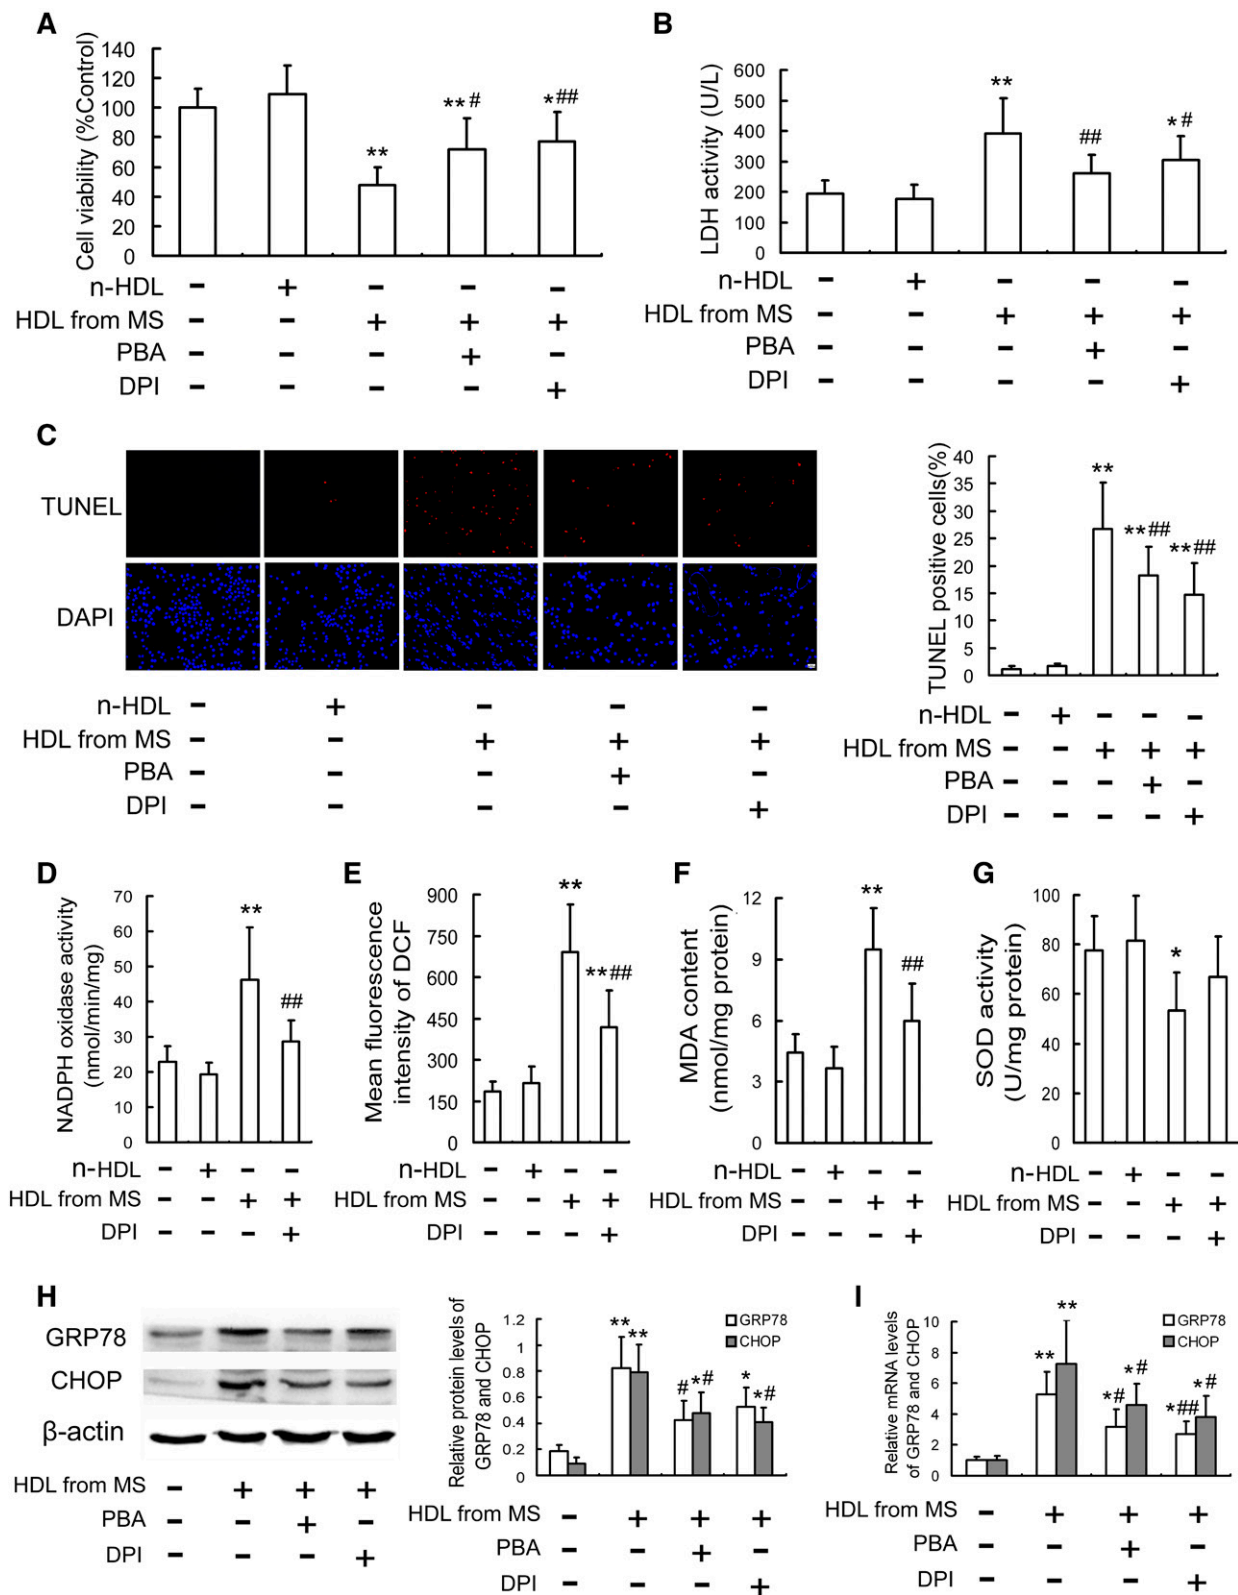 A
Cell viability (%Control)
140
120
100
80
60
40
20
0
**
** #
* ##
n-HDL − + − − −
HDL from MS − − + + +
PBA − − − + −
DPI − − − − +
B
LDH activity (U/L)
600
500
400
300
200
100
0
**
##
* #
n-HDL − + − − −
HDL from MS − − + + +
PBA − − − + −
DPI − − − − +
C
TUNEL
DAPI
n-HDL − + − − −
HDL from MS − − + + +
PBA − − − + −
DPI − − − − +
TUNEL positive cells(%)
40
35
30
25
20
15
10
5
0
**
**##
**##
n-HDL − + − − −
HDL from MS − − + + +
PBA − − − + −
DPI − − − − +
D
NADPH oxidase activity
(nmol/min/mg)
70
60
50
40
30
20
10
0
**
##
n-HDL − + − −
HDL from MS − − + +
DPI − − − +
E
Mean fluorescence
intensity of DCF
900
750
600
450
300
150
0
**
**##
n-HDL − + − −
HDL from MS − − + +
DPI − − − +
F
MDA content
(nmol/mg protein)
12
9
6
3
0
**
##
n-HDL − + − −
HDL from MS − − + +
DPI − − − +
G
SOD activity
(U/mg protein)
100
80
60
40
20
0
*
n-HDL − + − −
HDL from MS − − + +
DPI − − − +
H
GRP78
CHOP
β-actin
HDL from MS − + + +
PBA − − + −
DPI − − − +
Relative protein levels of
GRP78 and CHOP
1.2
1
0.8
0.6
0.4
0.2
0
GRP78
CHOP
**
**
#
*#
*
*#
HDL from MS − + + +
PBA − − + −
DPI − − − +
I
Relative mRNA levels
of GRP78 and CHOP
10
8
6
4
2
0
GRP78
CHOP
**
**
*#
*#
*##
*#
HDL from MS − + + +
PBA − − + −
DPI − − − +